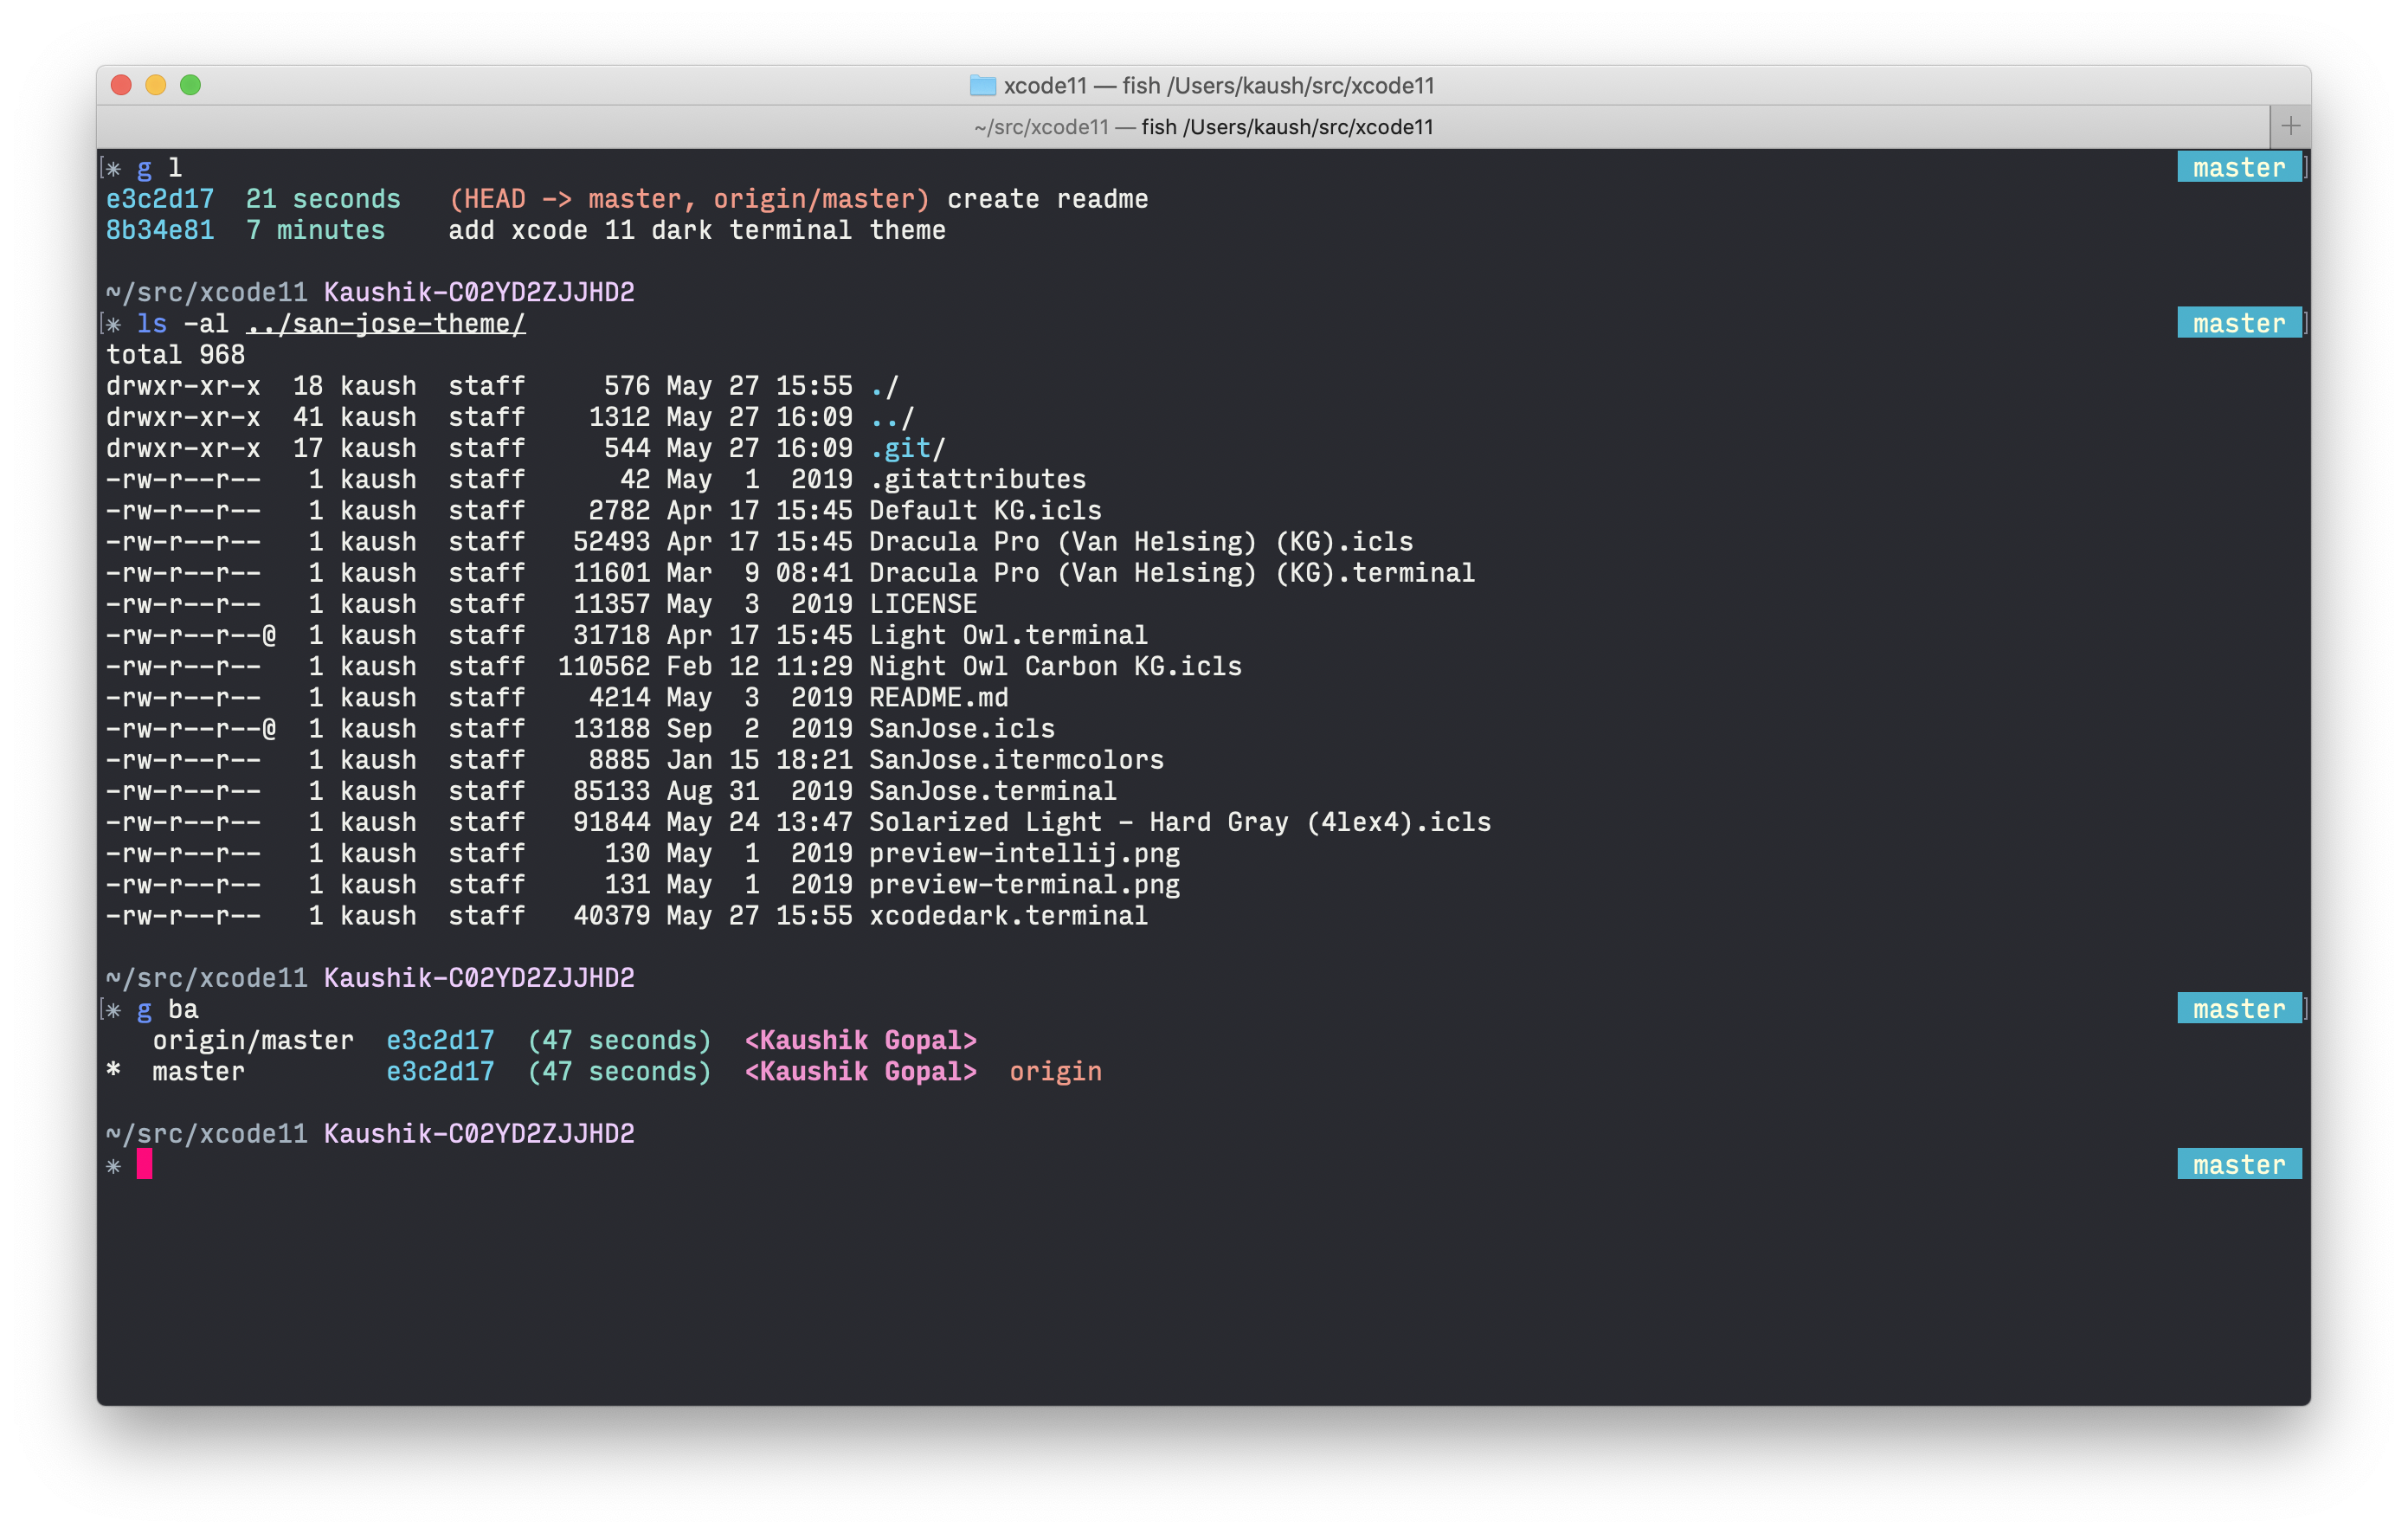 xcode11 — fish /Users/kaush/src/xcode11
~/src/xcode11 — fish /Users/kaush/src/xcode11
[✳ g l master ]
e3c2d17  21 seconds   (HEAD -> master, origin/master) create readme
8b34e81  7 minutes    add xcode 11 dark terminal theme
~/src/xcode11 Kaushik-C02YD2ZJJHD2
[✳ ls -al ../san-jose-theme/ master ]
total 968
drwxr-xr-x  18 kaush  staff     576 May 27 15:55 ./
drwxr-xr-x  41 kaush  staff    1312 May 27 16:09 ../
drwxr-xr-x  17 kaush  staff     544 May 27 16:09 .git/
-rw-r--r--   1 kaush  staff      42 May  1  2019 .gitattributes
-rw-r--r--   1 kaush  staff    2782 Apr 17 15:45 Default KG.icls
-rw-r--r--   1 kaush  staff   52493 Apr 17 15:45 Dracula Pro (Van Helsing) (KG).icls
-rw-r--r--   1 kaush  staff   11601 Mar  9 08:41 Dracula Pro (Van Helsing) (KG).terminal
-rw-r--r--   1 kaush  staff   11357 May  3  2019 LICENSE
-rw-r--r--@  1 kaush  staff   31718 Apr 17 15:45 Light Owl.terminal
-rw-r--r--   1 kaush  staff  110562 Feb 12 11:29 Night Owl Carbon KG.icls
-rw-r--r--   1 kaush  staff    4214 May  3  2019 README.md
-rw-r--r--@  1 kaush  staff   13188 Sep  2  2019 SanJose.icls
-rw-r--r--   1 kaush  staff    8885 Jan 15 18:21 SanJose.itermcolors
-rw-r--r--   1 kaush  staff   85133 Aug 31  2019 SanJose.terminal
-rw-r--r--   1 kaush  staff   91844 May 24 13:47 Solarized Light - Hard Gray (4lex4).icls
-rw-r--r--   1 kaush  staff     130 May  1  2019 preview-intellij.png
-rw-r--r--   1 kaush  staff     131 May  1  2019 preview-terminal.png
-rw-r--r--   1 kaush  staff   40379 May 27 15:55 xcodedark.terminal
~/src/xcode11 Kaushik-C02YD2ZJJHD2
[✳ g ba master ]
origin/master  e3c2d17  (47 seconds)  <Kaushik Gopal>
*  master         e3c2d17  (47 seconds)  <Kaushik Gopal>  origin
~/src/xcode11 Kaushik-C02YD2ZJJHD2
✳ master